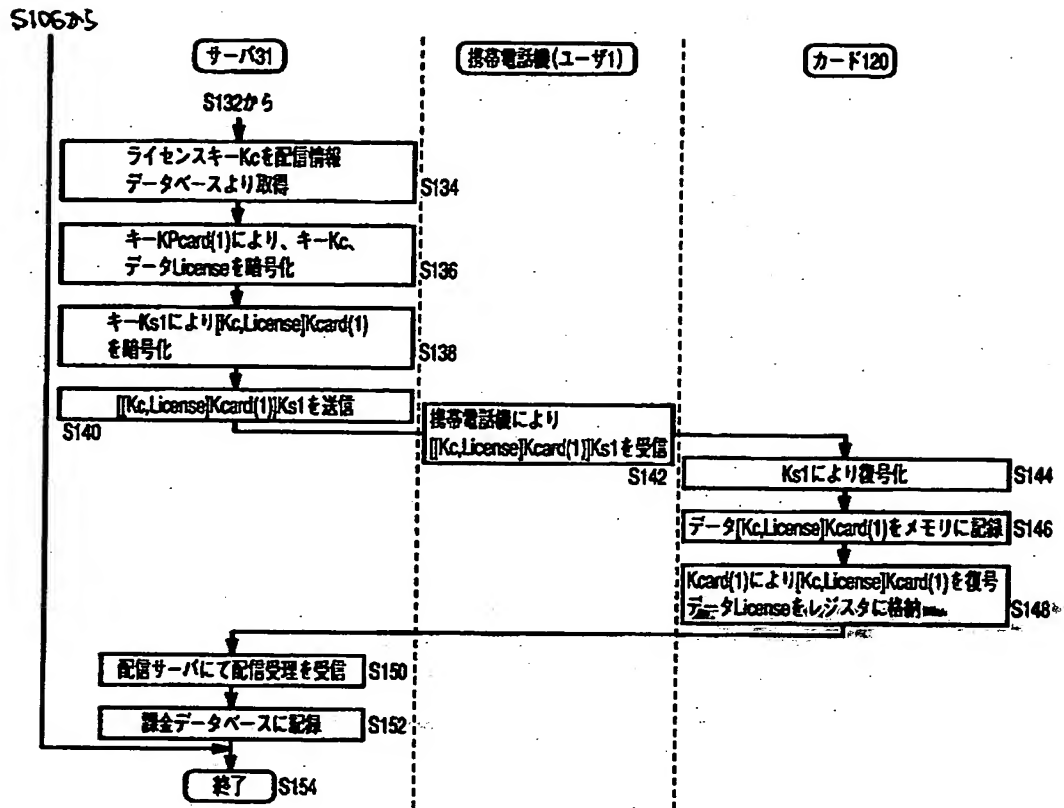 S106から
サーバ31
携帯電話機(ユーザ1)
カード120
S132から
ライセンスキーKcを配信情報
データベースより取得
S134
キーKPcard(1)により、キーKc、
データLicenseを暗号化
S136
キーKs1により[Kc,License]Kcard(1)
を暗号化
S138
[[Kc,License]Kcard(1)]Ks1を送信
S140
携帯電話機により
[[Kc,License]Kcard(1)]Ks1を受信
S142
Ks1により復号化
S144
データ[Kc,License]Kcard(1)をメモリに記録
S146
Kcard(1)により[Kc,License]Kcard(1)を復号
データLicenseをレジスタに格納
S148
配信サーバにて配信受理を受信
S150
課金データベースに記録
S152
終了
S154